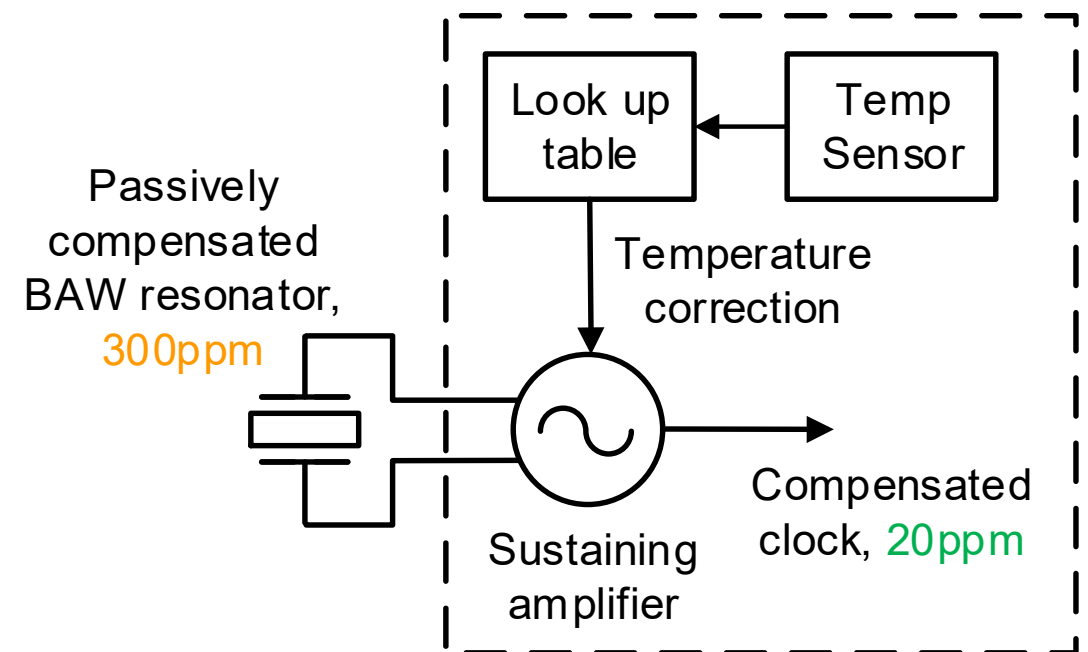 Look up
table
Temp
Sensor
Passively
compensated
BAW resonator,
300ppm
Temperature
correction
Sustaining
amplifier
Compensated
clock, 20ppm